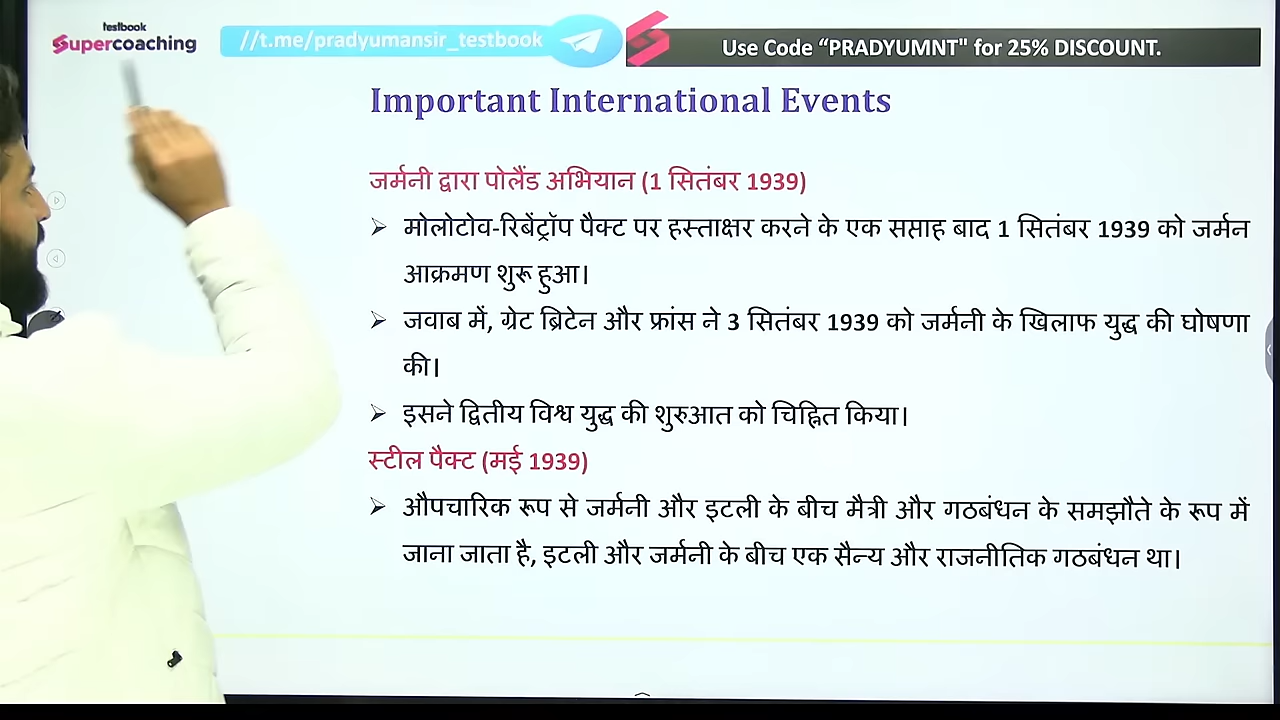 testbook
Supercoaching
//t.me/pradyumansir_testbook
Use Code “PRADYUMNT" for 25% DISCOUNT.
Important International Events
जर्मनी द्वारा पोलैंड अभियान (1 सितंबर 1939)
मोलोटोव-रिबेंट्रॉप पैक्ट पर हस्ताक्षर करने के एक सप्ताह बाद 1 सितंबर 1939 को जर्मन
आक्रमण शुरू हुआ।
जवाब में, ग्रेट ब्रिटेन और फ्रांस ने 3 सितंबर 1939 को जर्मनी के खिलाफ युद्ध की घोषणा
की।
इसने द्वितीय विश्व युद्ध की शुरुआत को चिह्नित किया।
स्टील पैक्ट (मई 1939)
औपचारिक रूप से जर्मनी और इटली के बीच मैत्री और गठबंधन के समझौते के रूप में
जाना जाता है, इटली और जर्मनी के बीच एक सैन्य और राजनीतिक गठबंधन था।